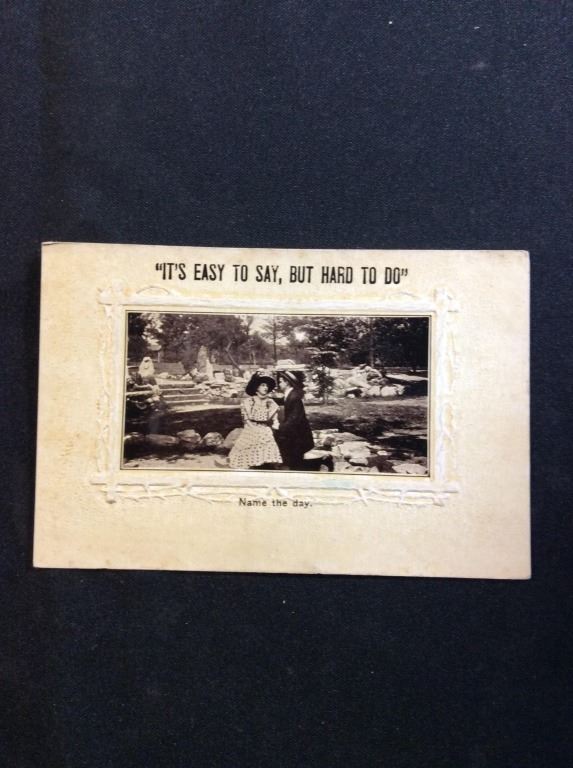 "IT'S EASY TO SAY, BUT HARD TO DO"
Name the day.